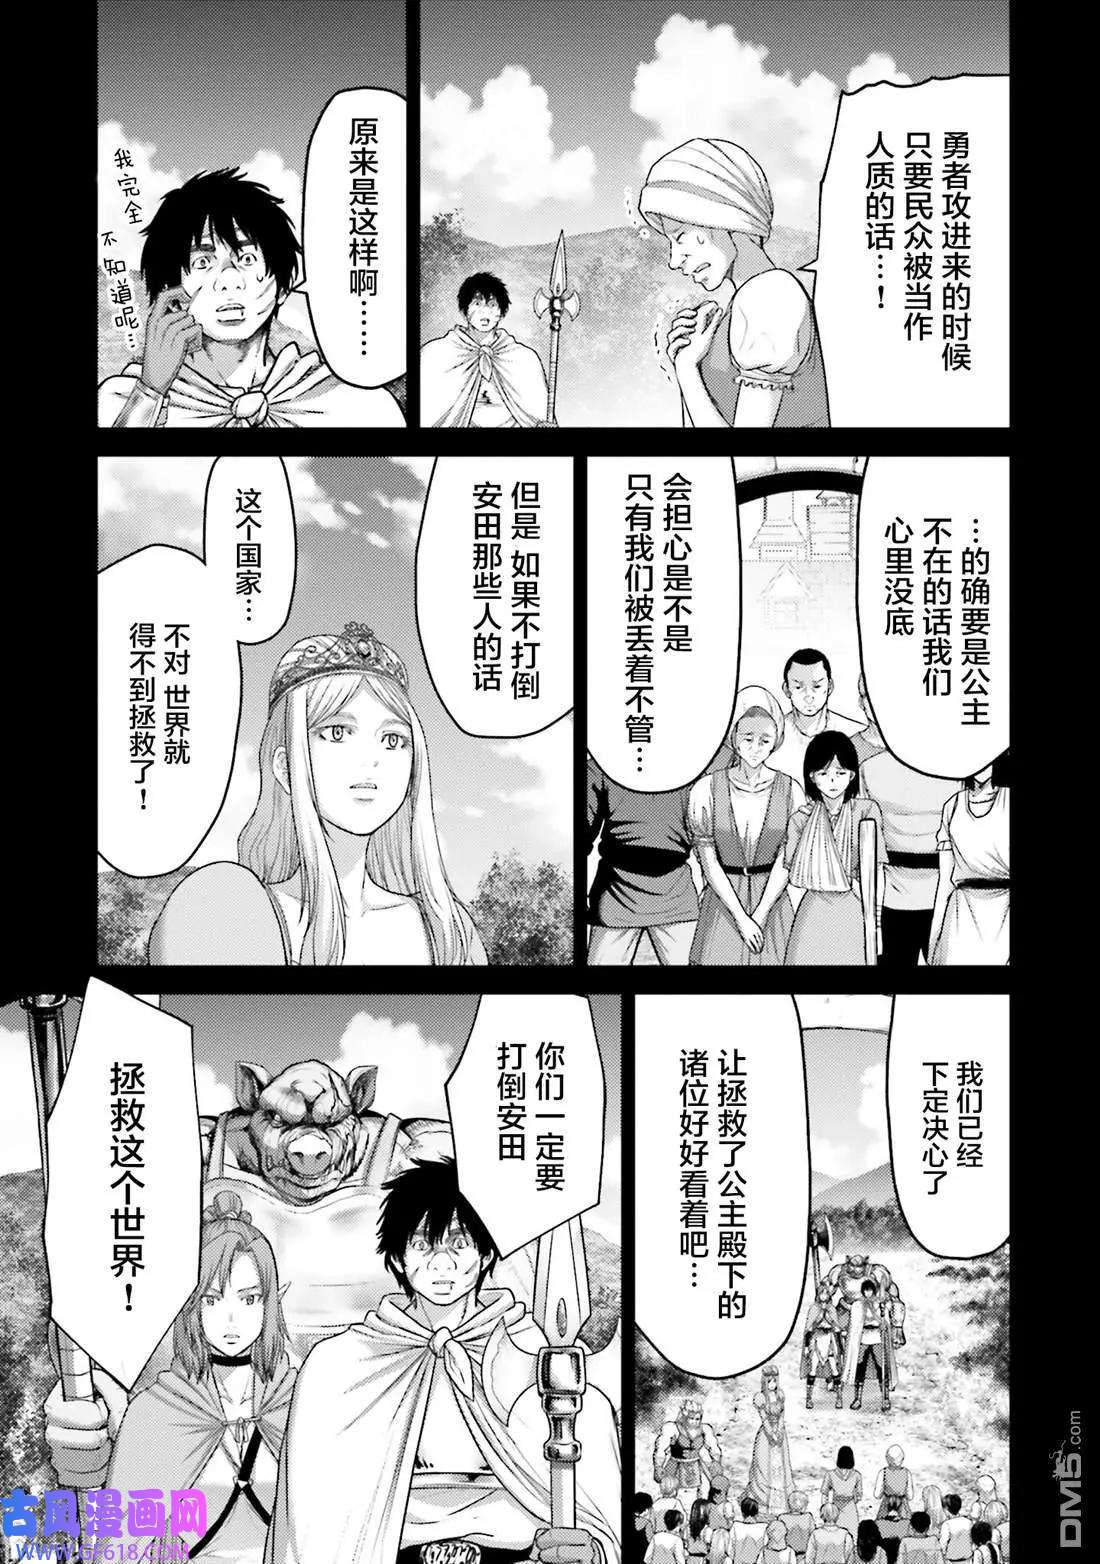 勇者攻进来的时候
只要民众被当作
人质的话…！
原来是这样啊……
我完全
不知道呢…
…的确要是公主
不在的话我们
心里没底
会担心是不是
只有我们被丢着不管…
但是 如果不打倒
安田那些人的话
这个国家…
不对 世界就
得不到拯救了！
我们已经
下定决心了
让拯救了公主殿下的
诸位好好看着吧…
你们一定要
打倒安田
拯救这个世界！
古风漫画网
WWW.GF618.COM
DM5.com